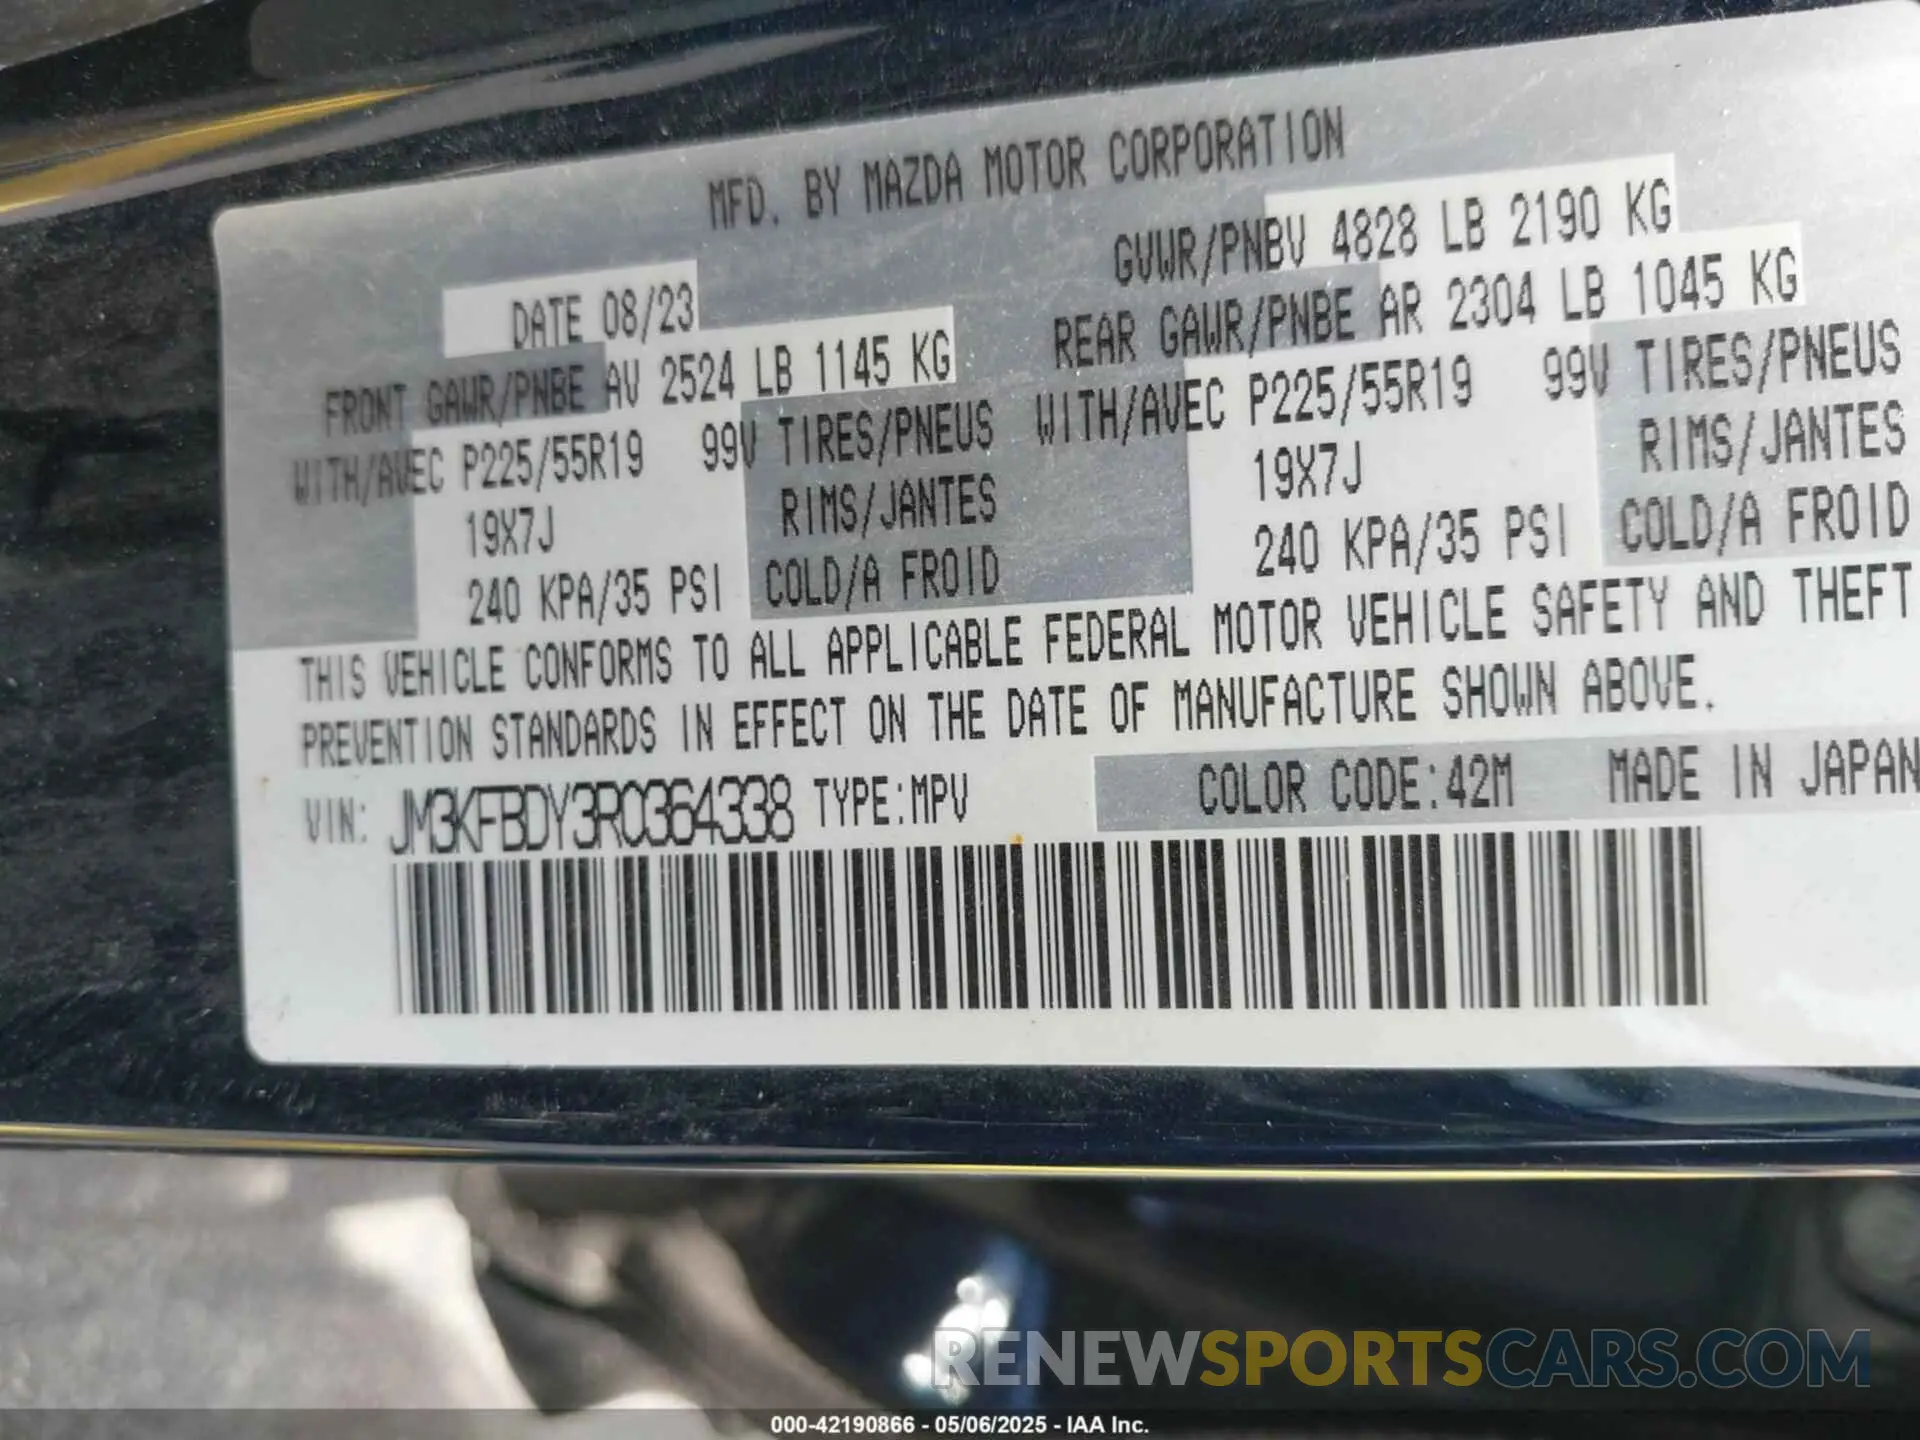 MFD. BY MAZDA MOTOR CORPORATION
DATE 08/23
GVWR/PNBV 4828 LB 2190 KG
FRONT GAWR/PNBE AV 2524 LB 1145 KG
REAR GAWR/PNBE AR 2304 LB 1045 KG
WITH/AVEC P225/55R19 99V TIRES/PNEUS
WITH/AVEC P225/55R19 99V TIRES/PNEUS
19X7J RIMS/JANTES
19X7J RIMS/JANTES
240 KPA/35 PSI COLD/A FROID
240 KPA/35 PSI COLD/A FROID
THIS VEHICLE CONFORMS TO ALL APPLICABLE FEDERAL MOTOR VEHICLE SAFETY AND THEFT
PREVENTION STANDARDS IN EFFECT ON THE DATE OF MANUFACTURE SHOWN ABOVE.
VIN: JM3KFBDY3R0364338 TYPE:MPV COLOR CODE:42M MADE IN JAPAN
RENEWSPORTSCARS.COM
000-42190866 - 05/06/2025 - IAA Inc.